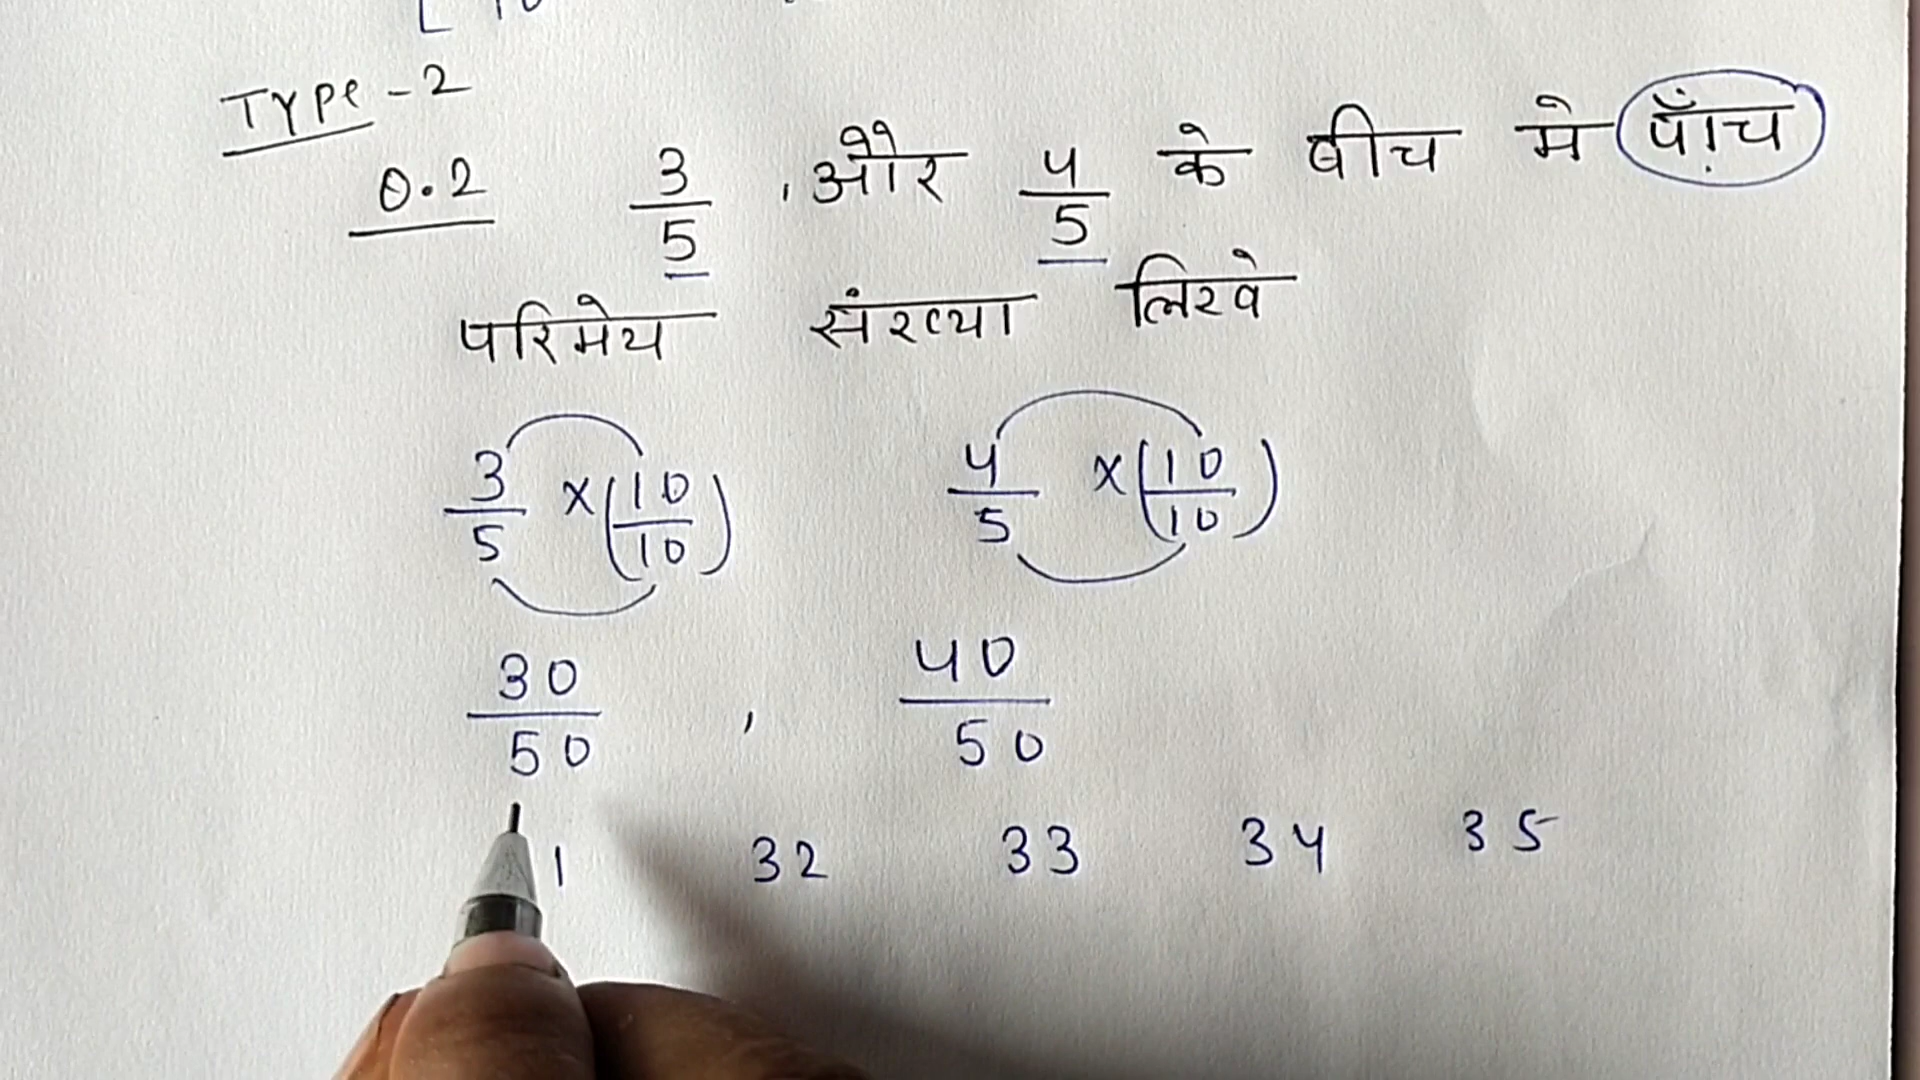 Type-2
Q.2 3/5 , और 4/5 के बीच मे पाँच
परिमेय संख्या लिखे
3/5 × (10/10) 4/5 × (10/10)
30/50 , 40/50
1 32 33 34 35